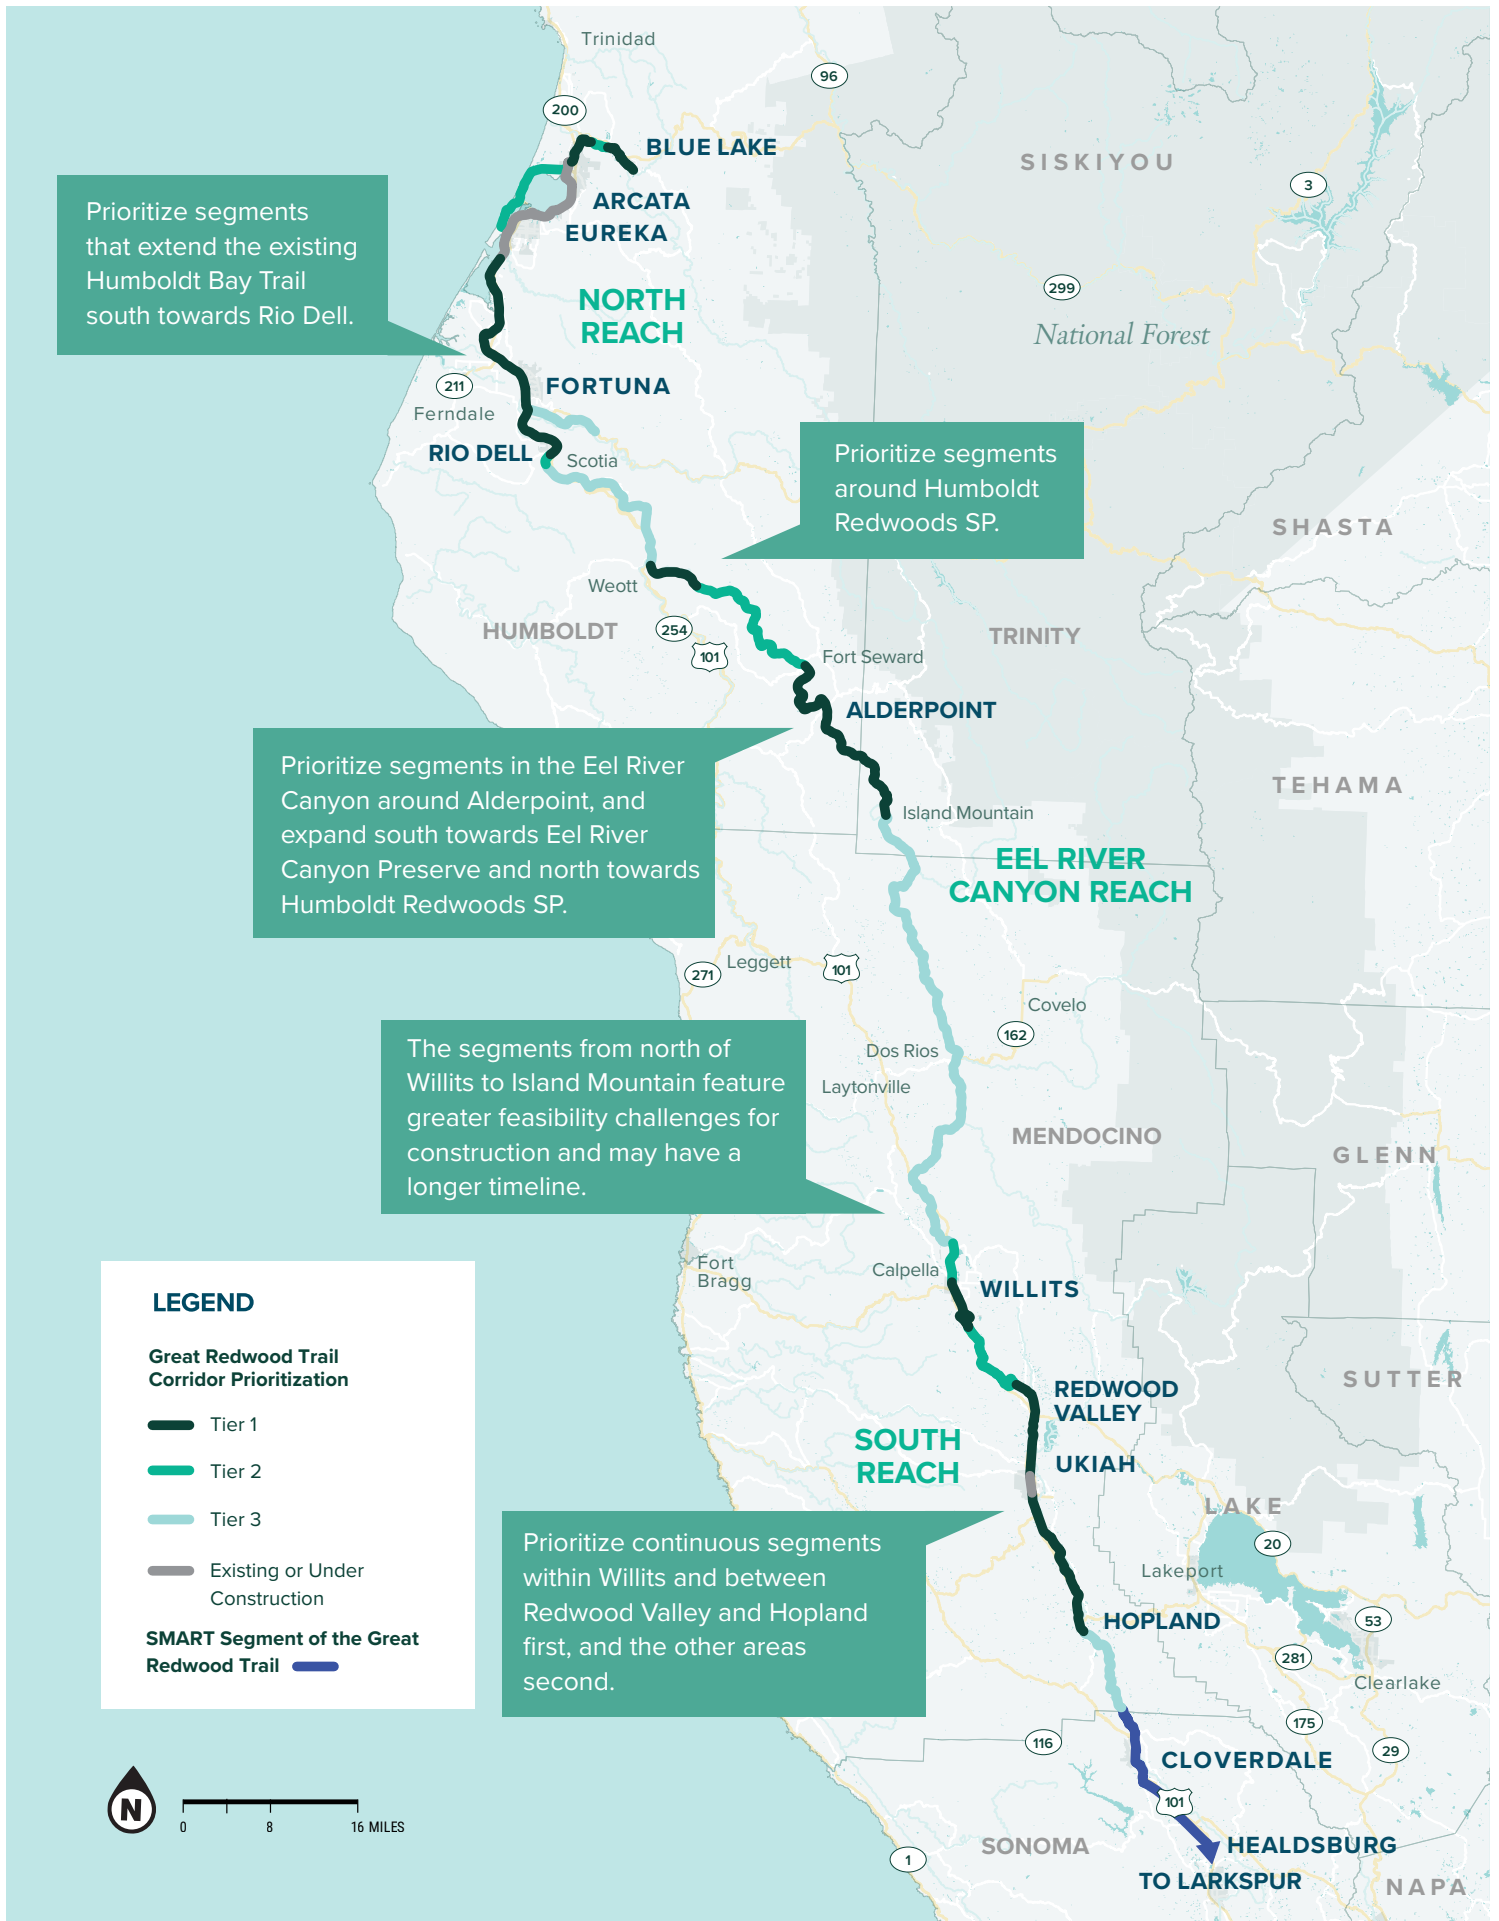 Trinidad
96
200
BLUE LAKE
SISKIYOU
3
ARCATA
EUREKA
Prioritize segments
that extend the existing
Humboldt Bay Trail
south towards Rio Dell.
299
NORTH
REACH
National Forest
211
FORTUNA
Ferndale
RIO DELL
Scotia
Prioritize segments
around Humboldt
Redwoods SP.
SHASTA
Weott
HUMBOLDT
254
101
TRINITY
Fort Seward
ALDERPOINT
Prioritize segments in the Eel River
Canyon around Alderpoint, and
expand south towards Eel River
Canyon Preserve and north towards
Humboldt Redwoods SP.
TEHAMA
Island Mountain
EEL RIVER
CANYON REACH
271
Leggett
101
Covelo
162
Dos Rios
Laytonville
The segments from north of
Willits to Island Mountain feature
greater feasibility challenges for
construction and may have a
longer timeline.
MENDOCINO
GLENN
Fort
Bragg
Calpella
WILLITS
SUTTER
REDWOOD
VALLEY
SOUTH
REACH
UKIAH
LAKE
20
Lakeport
Prioritize continuous segments
within Willits and between
Redwood Valley and Hopland
first, and the other areas
second.
HOPLAND
53
281
Clearlake
175
116
29
CLOVERDALE
101
SONOMA
HEALDSBURG
1
TO LARKSPUR
NAPA
LEGEND
Great Redwood Trail
Corridor Prioritization
Tier 1
Tier 2
Tier 3
Existing or Under
Construction
SMART Segment of the Great
Redwood Trail
N
0 8 16 MILES